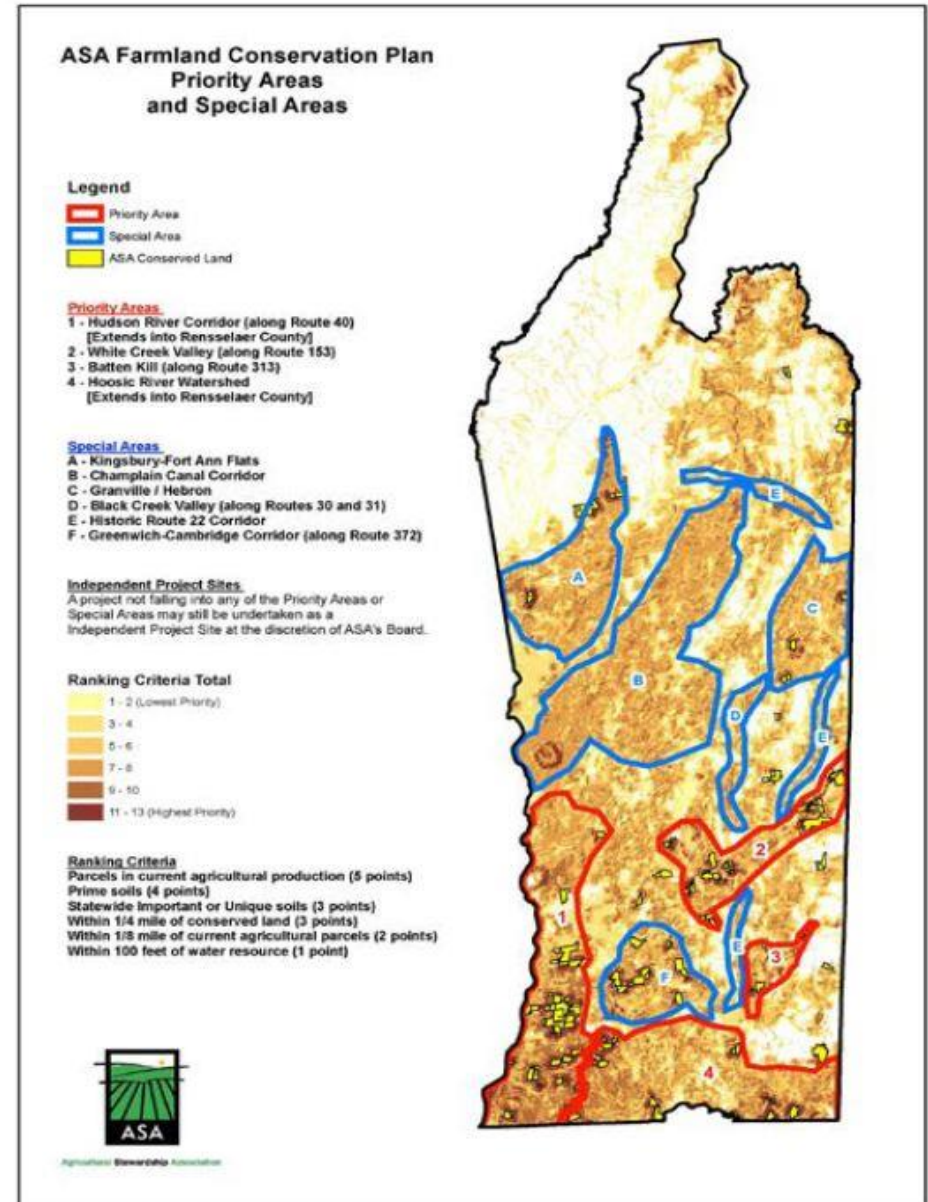 ASA Farmland Conservation Plan
Priority Areas
and Special Areas
Legend
Priority Area
Special Area
ASA Conserved Land
Priority Areas
1 - Hudson River Corridor (along Route 40)
[Extends into Rensselaer County]
2 - White Creek Valley (along Route 153)
3 - Batten Kill (along Route 313)
4 - Hoosic River Watershed
[Extends into Rensselaer County]
Special Areas
A - Kingsbury-Fort Ann Flats
B - Champlain Canal Corridor
C - Granville / Hebron
D - Black Creek Valley (along Routes 30 and 31)
E - Historic Route 22 Corridor
F - Greenwich-Cambridge Corridor (along Route 372)
Independent Project Sites
A project not falling into any of the Priority Areas or
Special Areas may still be undertaken as a
Independent Project Site at the discretion of ASA's Board.
Ranking Criteria Total
1 - 2 (Lowest Priority)
3 - 4
5 - 6
7 - 8
9 - 10
11 - 13 (Highest Priority)
Ranking Criteria
Parcels in current agricultural production (5 points)
Prime soils (4 points)
Statewide Important or Unique soils (3 points)
Within 1/4 mile of conserved land (3 points)
Within 1/8 mile of current agricultural parcels (2 points)
Within 100 feet of water resource (1 point)
ASA
Agricultural Stewardship Association
E
A
C
B
D
E
2
1
E
3
F
4